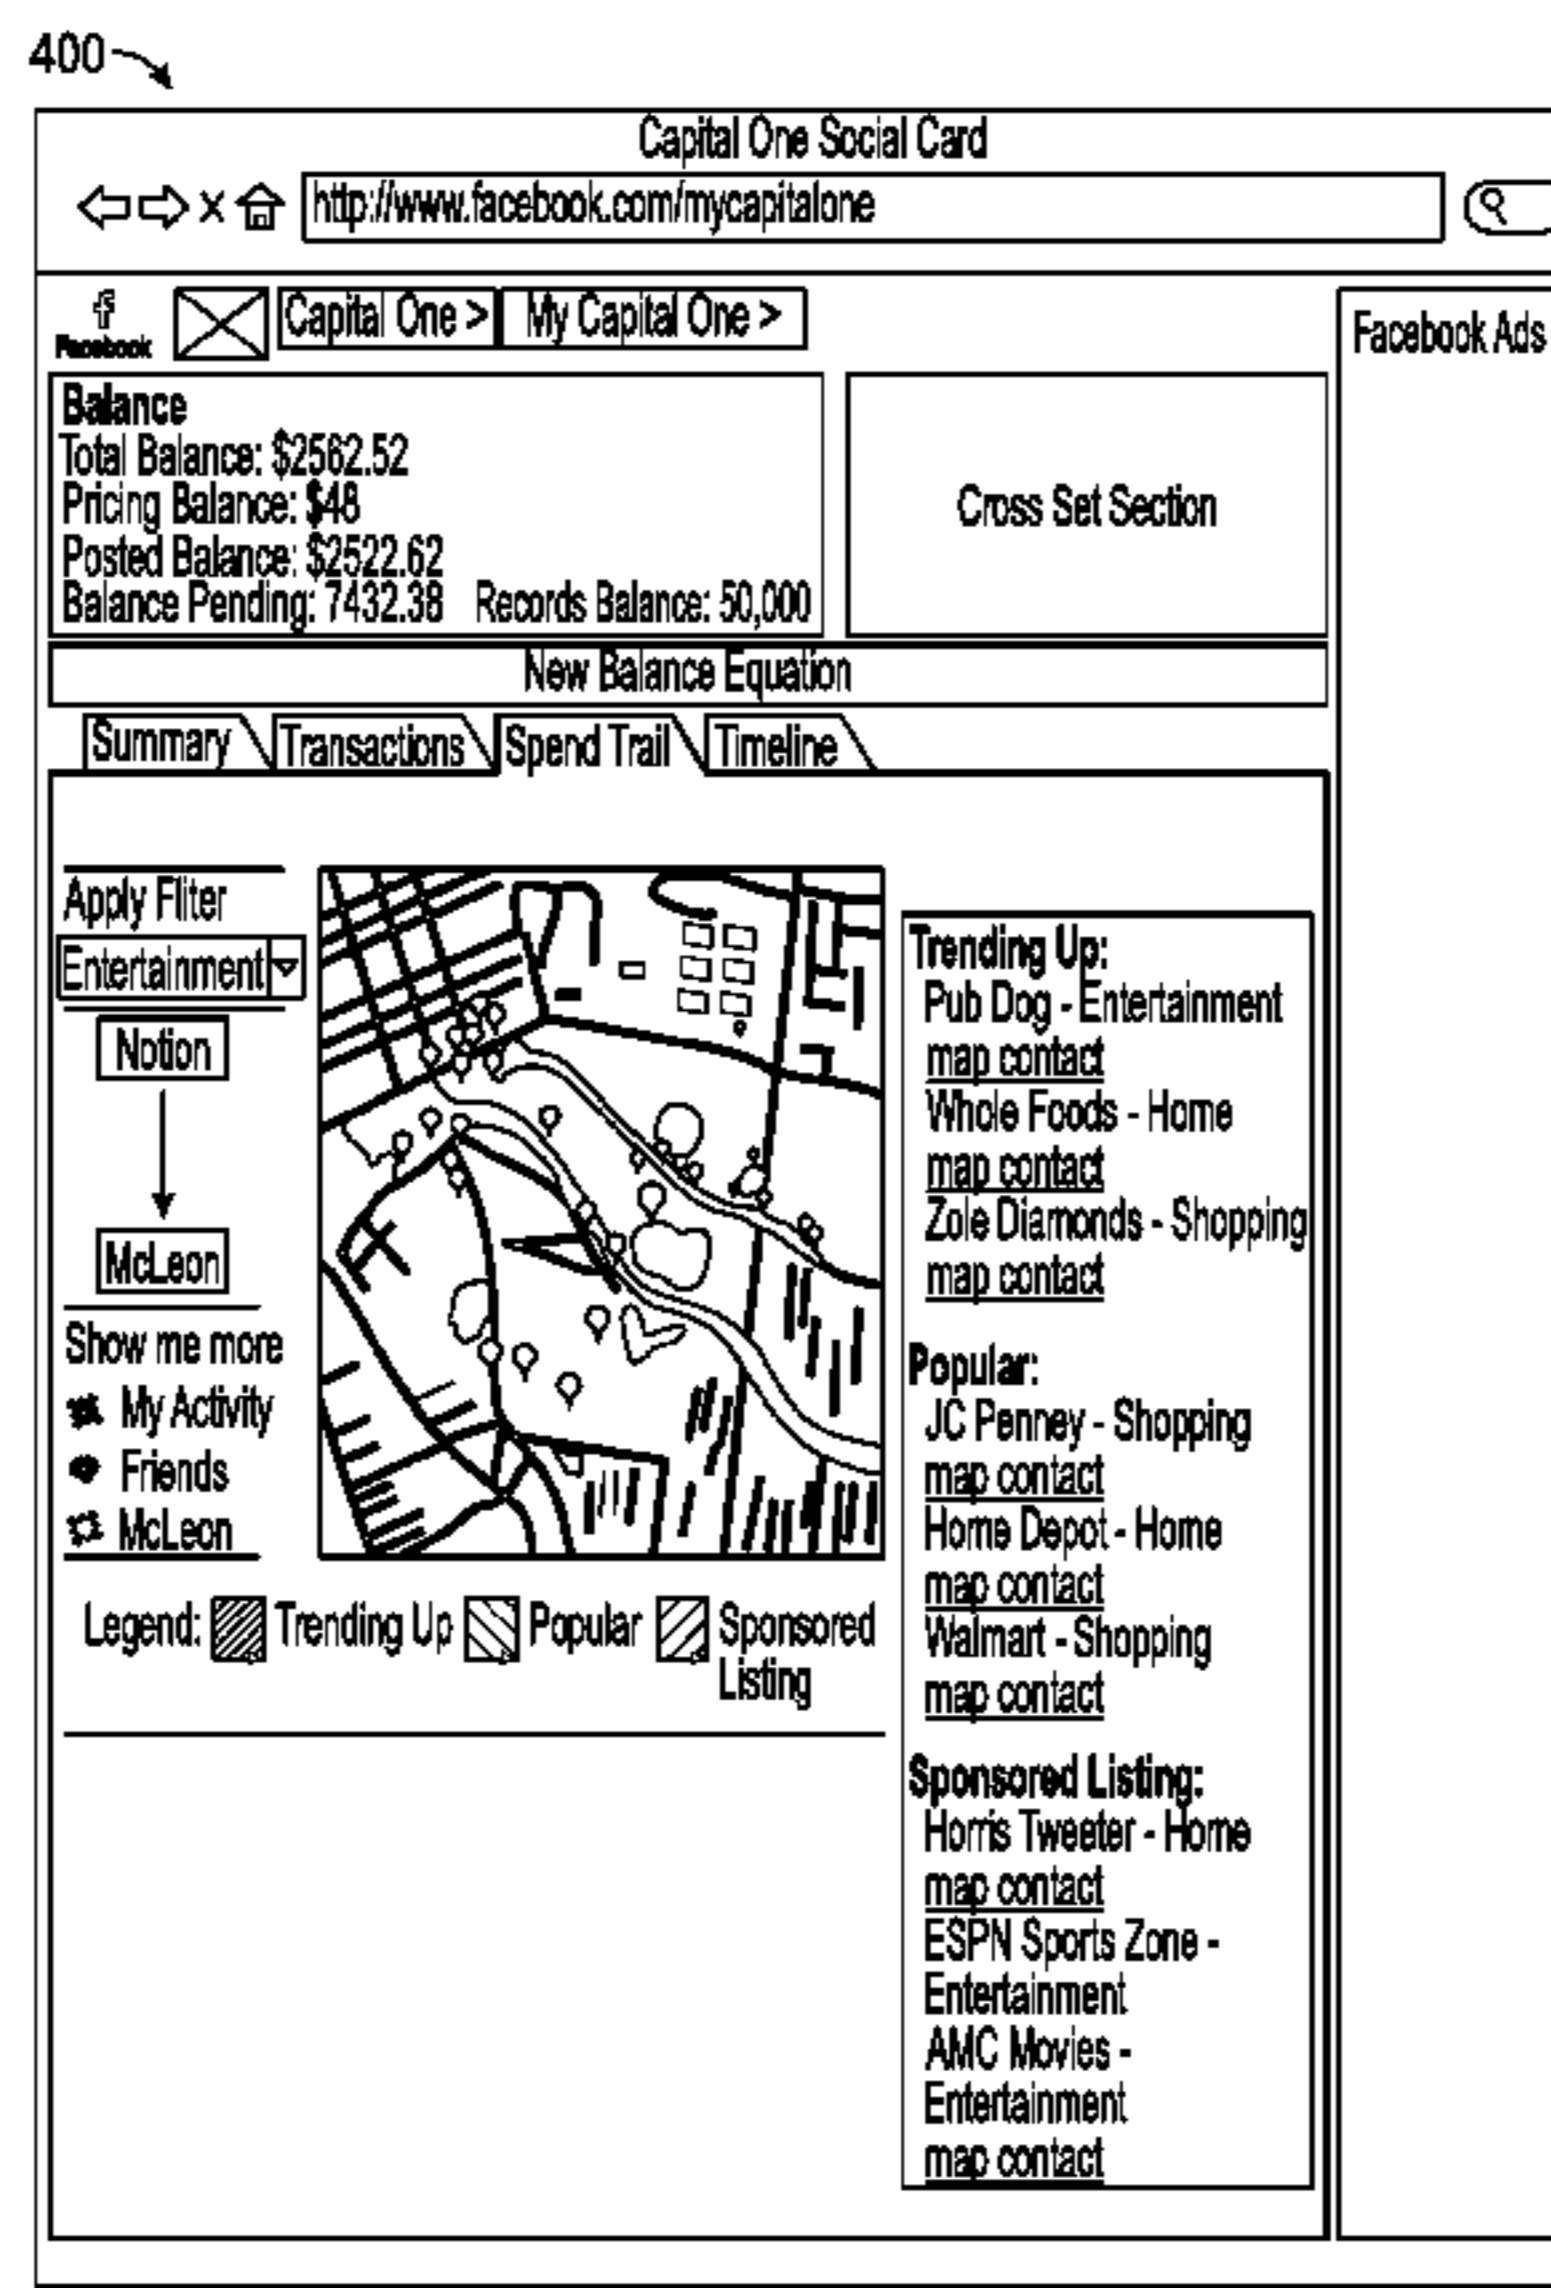 400
Capital One Social Card
http://www.facebook.com/mycapitalone
f
Facebook
Capital One >
My Capital One >
Facebook Ads
Balance
Total Balance: $2562.52
Pricing Balance: $48
Posted Balance: $2522.62
Balance Pending: 7432.38 Records Balance: 50,000
Cross Set Section
New Balance Equation
Summary
Transactions
Spend Trail
Timeline
Apply Fliter
Entertainment
Notion
McLeon
Show me more
My Activity
Friends
McLeon
Legend: Trending Up Popular Sponsored
Listing
Trending Up:
Pub Dog - Entertainment
map contact
Whole Foods - Home
map contact
Zole Diamonds - Shopping
map contact
Popular:
JC Penney - Shopping
map contact
Home Depot - Home
map contact
Walmart - Shopping
map contact
Sponsored Listing:
Horris Tweeter - Home
map contact
ESPN Sports Zone -
Entertainment
AMC Movies -
Entertainment
map contact